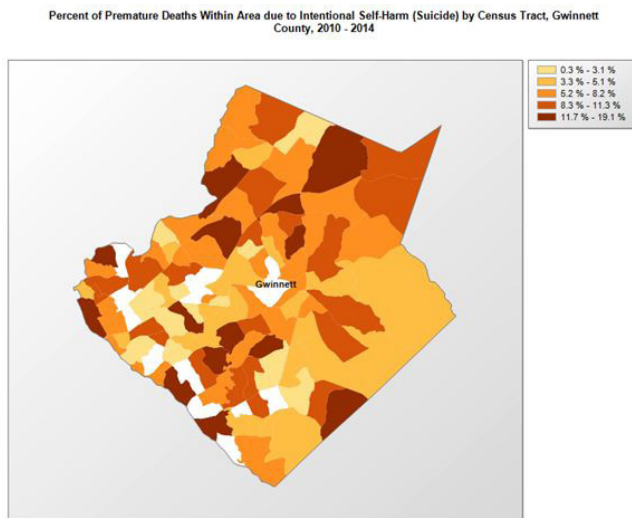 Percent of Premature Deaths Within Area due to Intentional Self-Harm (Suicide) by Census Tract, Gwinnett
County, 2010 - 2014
0.3 % - 3.1 %
3.3 % - 5.1 %
5.2 % - 8.2 %
8.3 % - 11.3 %
11.7 % - 19.1 %
Gwinnett